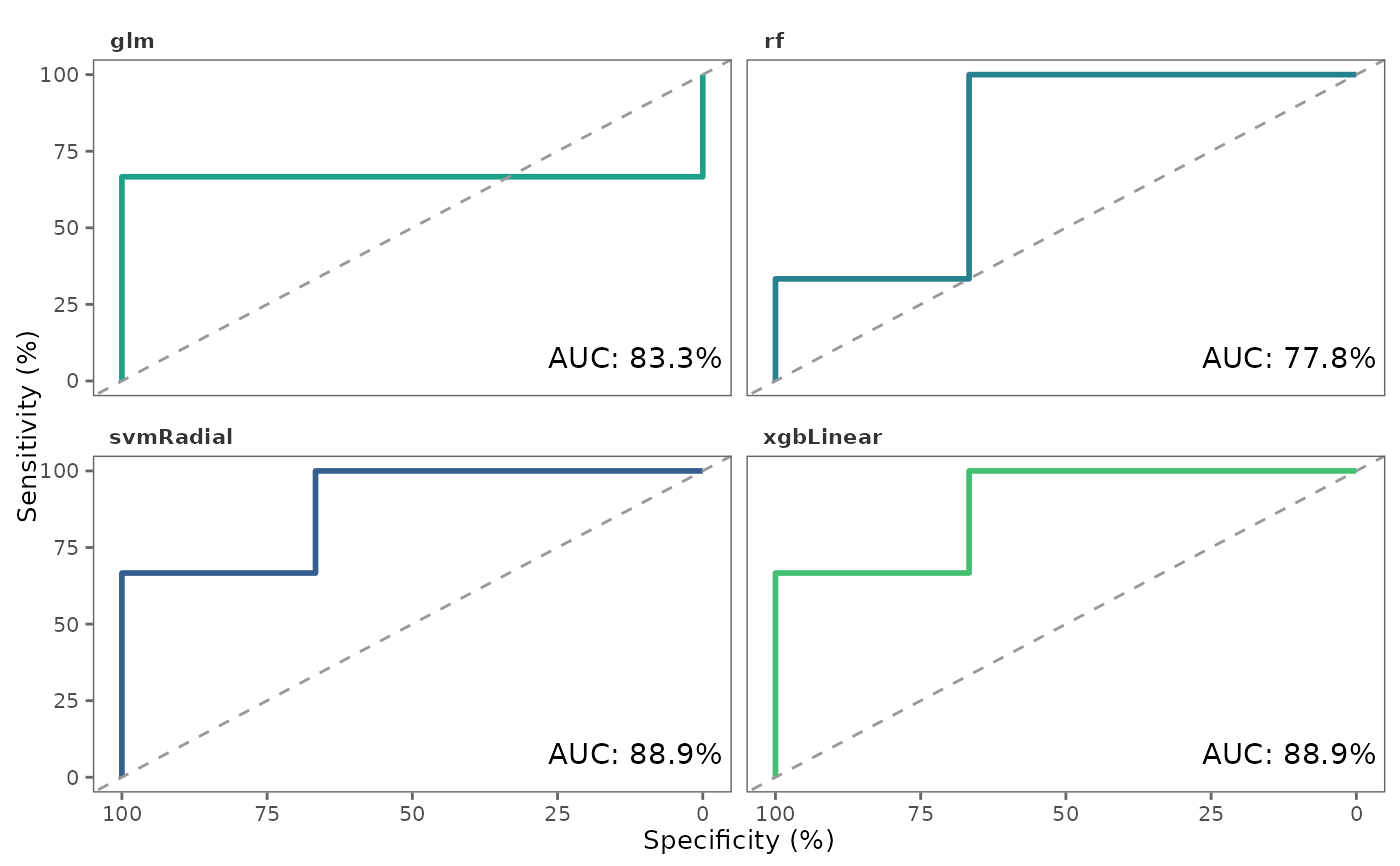 glm
rf
100
75
50
25
0
AUC: 83.3%
AUC: 77.8%
Sensitivity (%)
svmRadial
xgbLinear
100
75
50
25
0
AUC: 88.9%
AUC: 88.9%
100 75 50 25 0 100 75 50 25 0
Specificity (%)